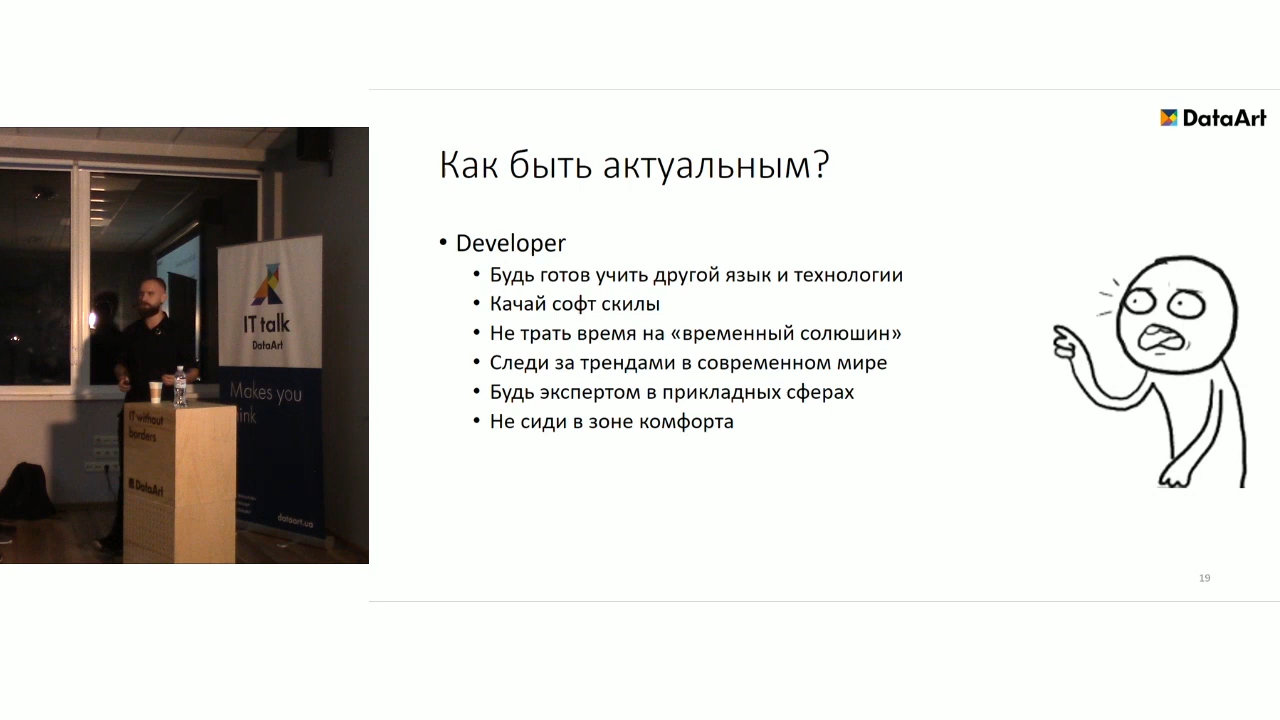 DataArt
Как быть актуальным?
• Developer
• Будь готов учить другой язык и технологии
• Качай софт скилы
• Не трать время на «временный солюшин»
• Следи за трендами в современном мире
• Будь экспертом в прикладных сферах
• Не сиди в зоне комфорта
19
IT talk
DataArt
Makes you
IT without
borders
DataArt
dataart.ua